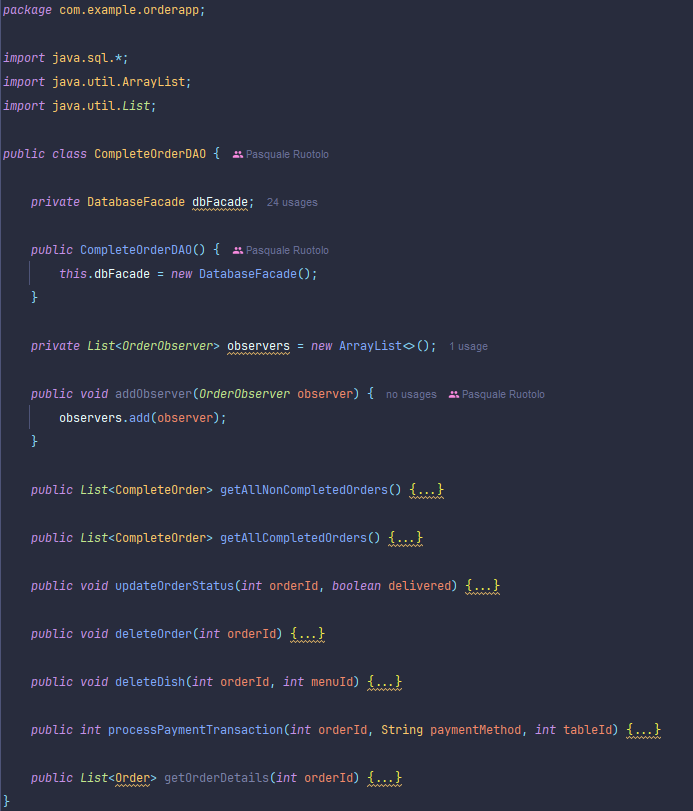 package com.example.orderapp;
import java.sql.*;
import java.util.ArrayList;
import java.util.List;
public class CompleteOrderDAO { Pasquale Ruotolo
private DatabaseFacade dbFacade; 24 usages
public CompleteOrderDAO() { Pasquale Ruotolo
this.dbFacade = new DatabaseFacade();
}
private List<OrderObserver> observers = new ArrayList<>(); 1 usage
public void addObserver(OrderObserver observer) { no usages Pasquale Ruotolo
observers.add(observer);
}
public List<CompleteOrder> getAllNonCompletedOrders() {...}
public List<CompleteOrder> getAllCompletedOrders() {...}
public void updateOrderStatus(int orderId, boolean delivered) {...}
public void deleteOrder(int orderId) {...}
public void deleteDish(int orderId, int menuId) {...}
public int processPaymentTransaction(int orderId, String paymentMethod, int tableId) {...}
public List<Order> getOrderDetails(int orderId) {...}
}